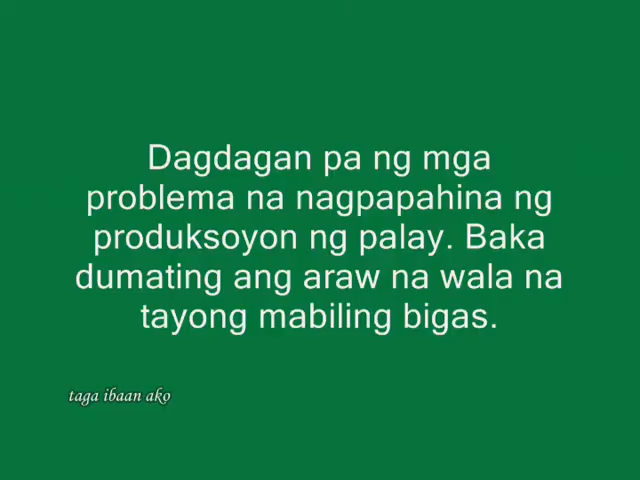 Dagdagan pa ng mga
problema na nagpapahina ng
produksoyon ng palay. Baka
dumating ang araw na wala na
tayong mabiling bigas.
taga ibaan ako